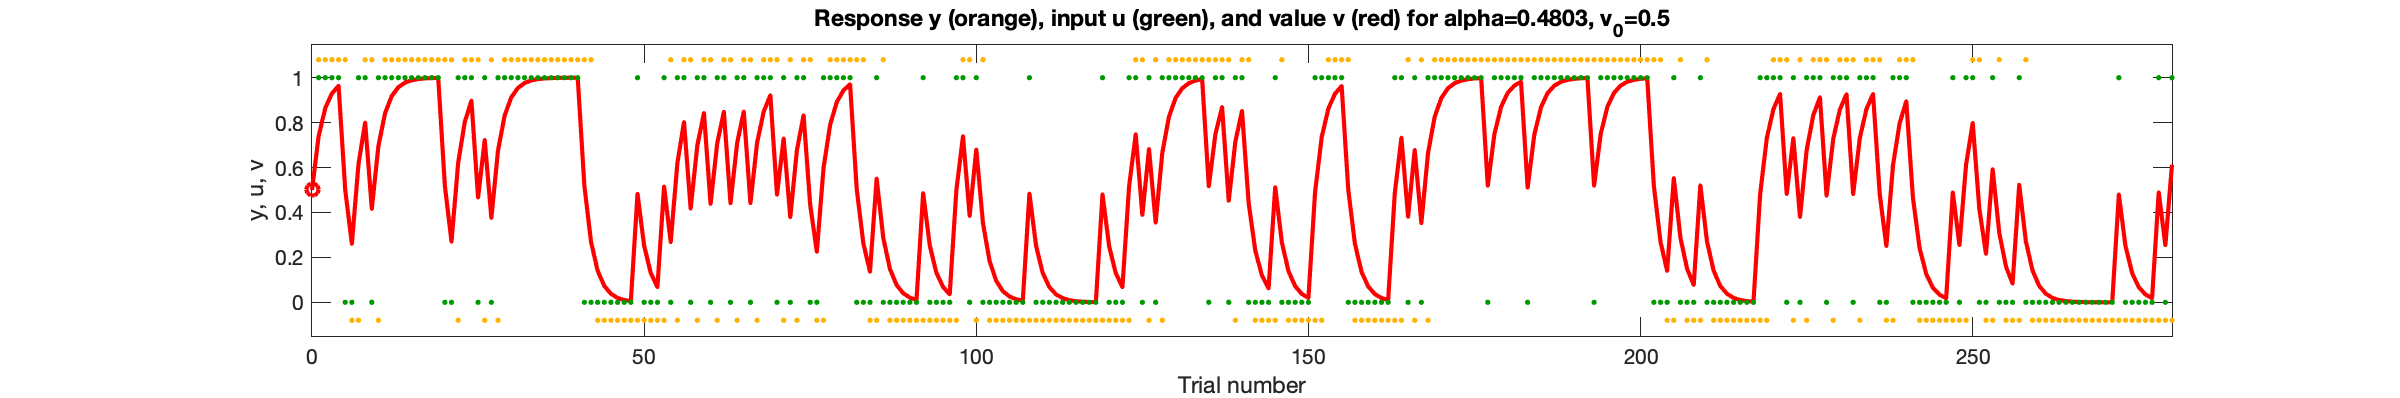 Response y (orange), input u (green), and value v (red) for alpha=0.4803, v0=0.5
y, u, v
1
0.8
0.6
0.4
0.2
0
0 50 100 150 200 250
Trial number